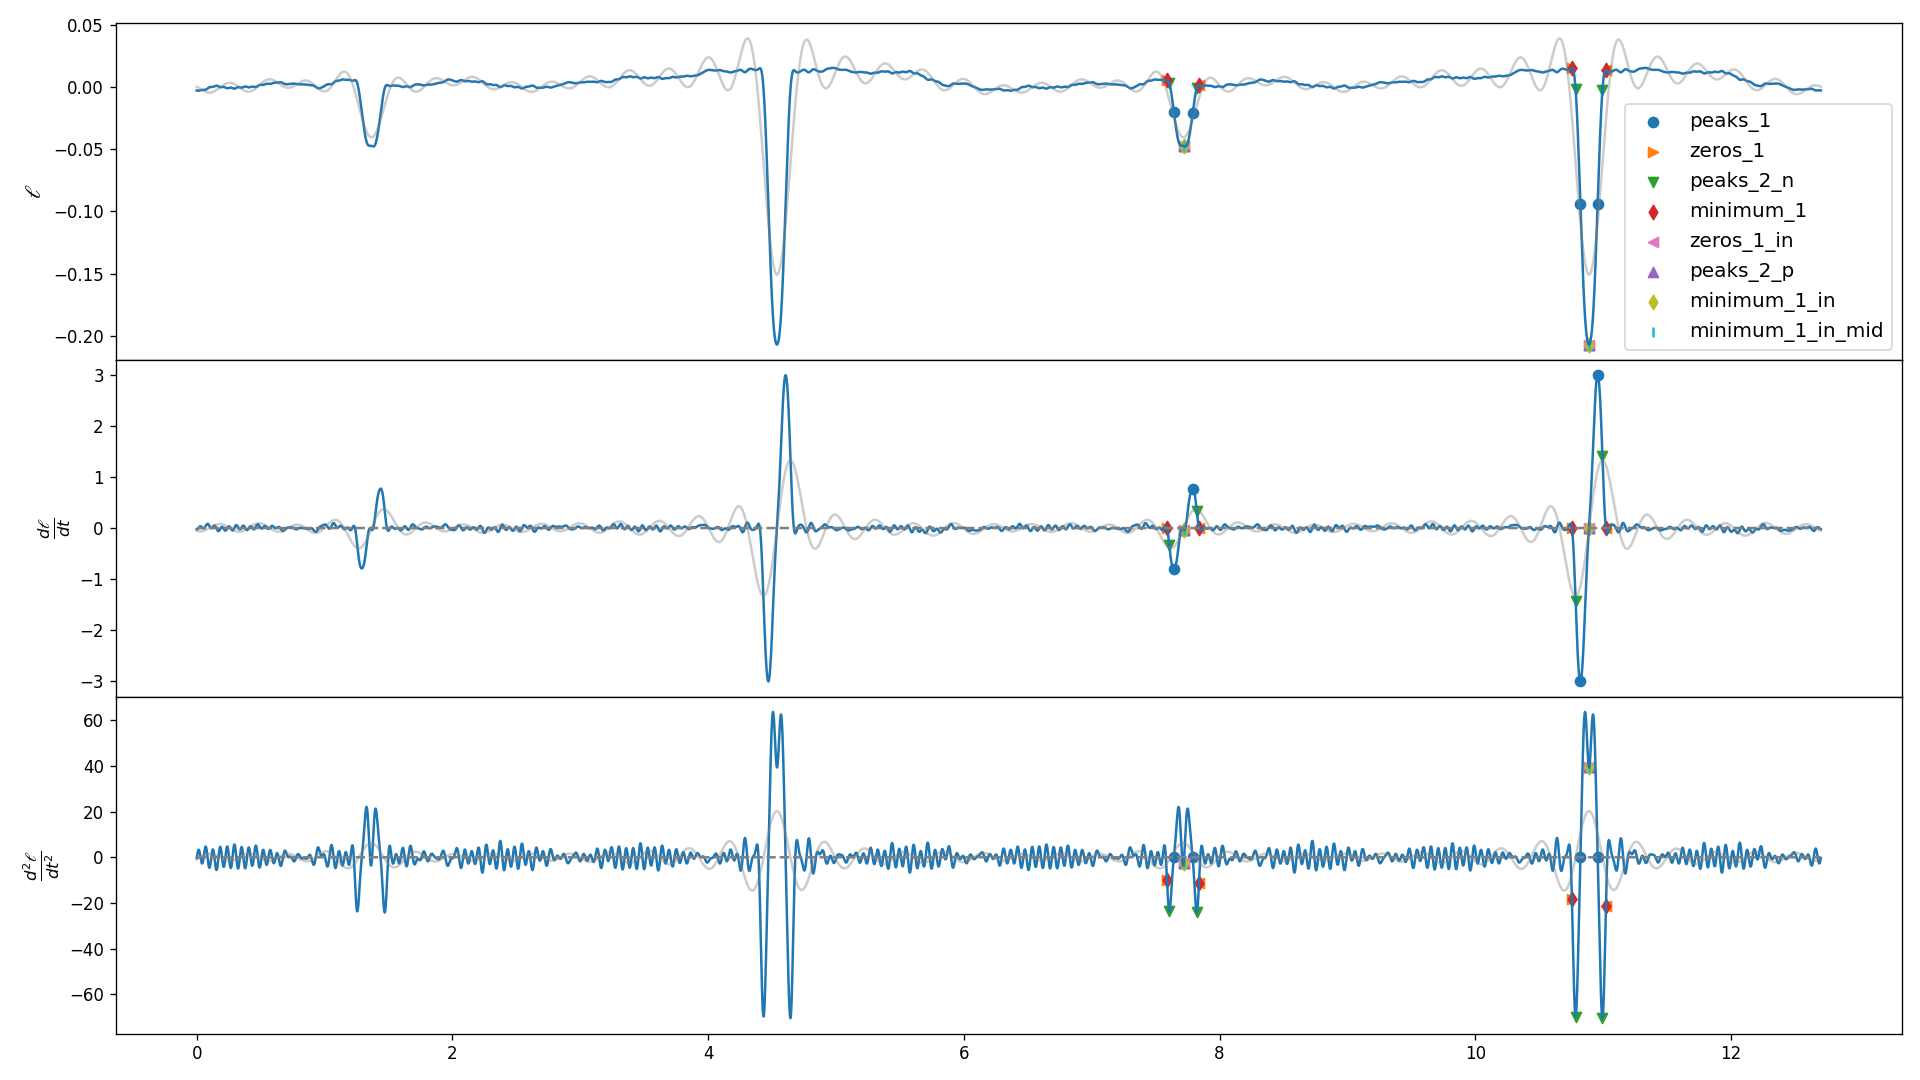 0.05
0.00
−0.05
−0.10
−0.15
−0.20
ℓ
peaks_1
zeros_1
peaks_2_n
minimum_1
zeros_1_in
peaks_2_p
minimum_1_in
minimum_1_in_mid
3
2
1
0
−1
−2
−3
dℓ/dt
60
40
20
0
−20
−40
−60
d²ℓ/dt²
0 2 4 6 8 10 12